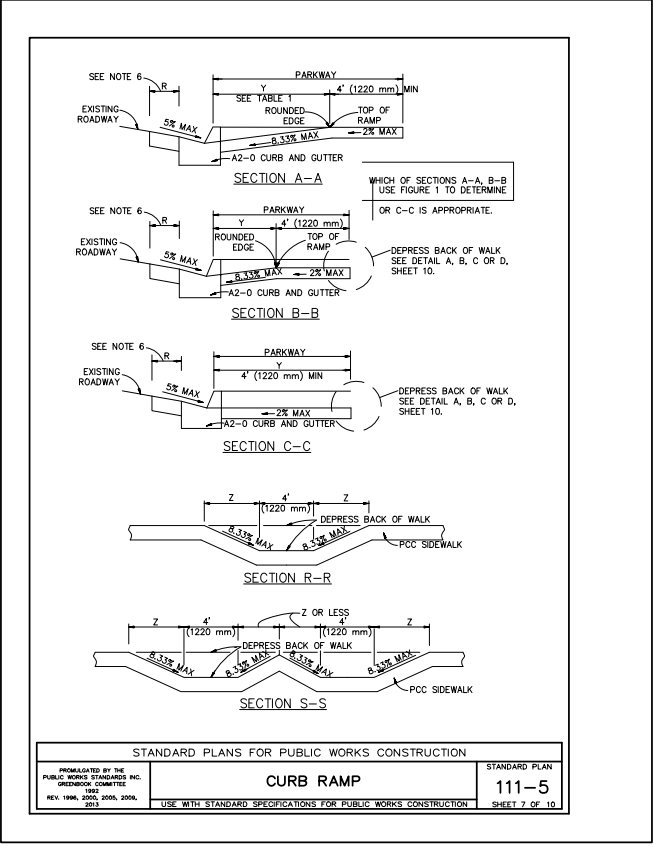 PARKWAY
SEE NOTE 6
R
Y
4' (1220 mm) MIN
SEE TABLE 1
EXISTING
ROADWAY
ROUNDED
EDGE
TOP OF
RAMP
5% MAX
8.33% MAX
2% MAX
A2-0 CURB AND GUTTER
SECTION A-A
WHICH OF SECTIONS A-A, B-B
USE FIGURE 1 TO DETERMINE
OR C-C IS APPROPRIATE.
SEE NOTE 6
R
PARKWAY
Y
4' (1220 mm)
EXISTING
ROADWAY
ROUNDED
EDGE
TOP OF
RAMP
5% MAX
8.33% MAX
2% MAX
DEPRESS BACK OF WALK
SEE DETAIL A, B, C OR D,
SHEET 10.
A2-0 CURB AND GUTTER
SECTION B-B
SEE NOTE 6
R
PARKWAY
Y
4' (1220 mm) MIN
EXISTING
ROADWAY
5% MAX
2% MAX
DEPRESS BACK OF WALK
SEE DETAIL A, B, C OR D,
SHEET 10.
A2-0 CURB AND GUTTER
SECTION C-C
Z
4'
(1220 mm)
Z
DEPRESS BACK OF WALK
8.33% MAX
8.33% MAX
PCC SIDEWALK
SECTION R-R
Z OR LESS
Z
4'
(1220 mm)
4'
(1220 mm)
Z
DEPRESS BACK OF WALK
8.33% MAX
8.33% MAX
8.33% MAX
8.33% MAX
PCC SIDEWALK
SECTION S-S
STANDARD PLANS FOR PUBLIC WORKS CONSTRUCTION
PROMULGATED BY THE
PUBLIC WORKS STANDARDS INC.
GREENBOOK COMMITTEE
1992
REV. 1996, 2000, 2005, 2009,
2013
CURB RAMP
USE WITH STANDARD SPECIFICATIONS FOR PUBLIC WORKS CONSTRUCTION
STANDARD PLAN
111-5
SHEET 7 OF 10